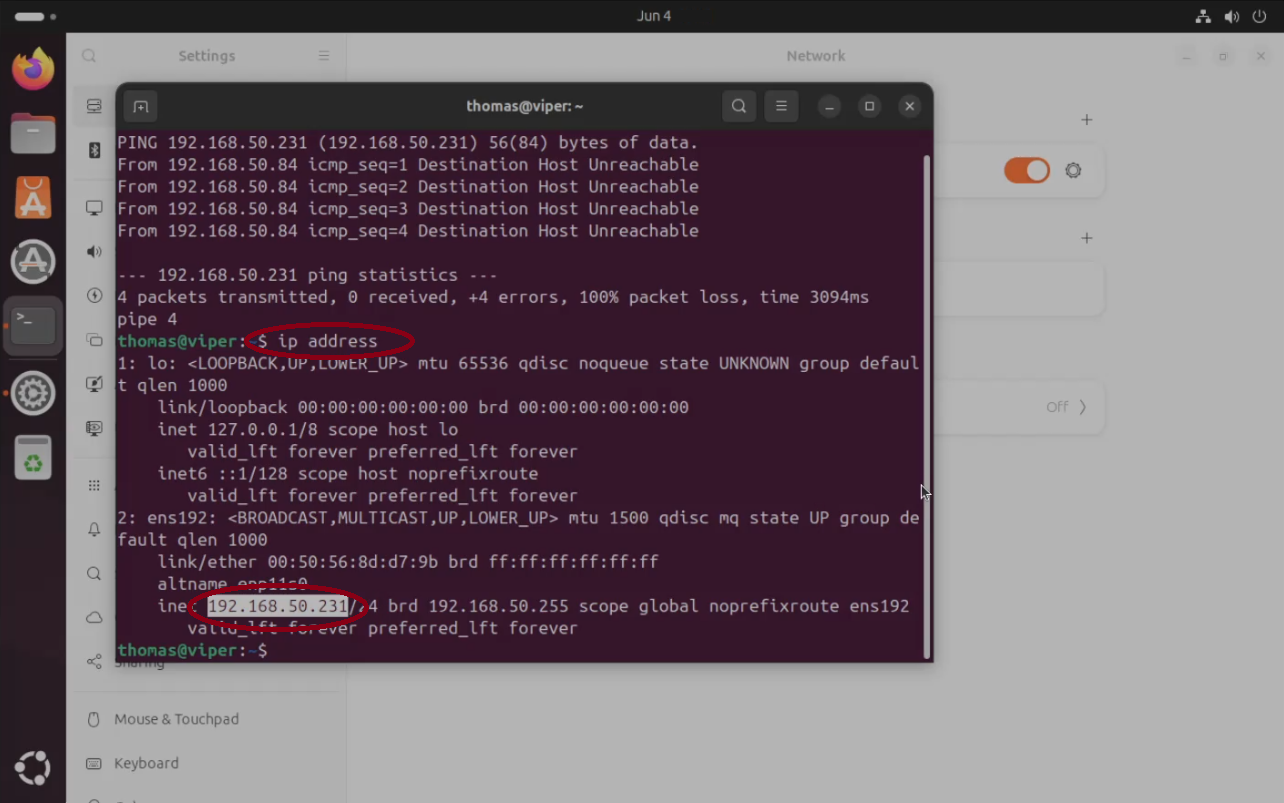 Jun 4
Settings
Network
thomas@viper: ~
PING 192.168.50.231 (192.168.50.231) 56(84) bytes of data.
From 192.168.50.84 icmp_seq=1 Destination Host Unreachable
From 192.168.50.84 icmp_seq=2 Destination Host Unreachable
From 192.168.50.84 icmp_seq=3 Destination Host Unreachable
From 192.168.50.84 icmp_seq=4 Destination Host Unreachable
--- 192.168.50.231 ping statistics ---
4 packets transmitted, 0 received, +4 errors, 100% packet loss, time 3094ms
pipe 4
thomas@viper:~$ ip address
1: lo: <LOOPBACK,UP,LOWER_UP> mtu 65536 qdisc noqueue state UNKNOWN group defaul
t qlen 1000
link/loopback 00:00:00:00:00:00 brd 00:00:00:00:00:00
inet 127.0.0.1/8 scope host lo
valid_lft forever preferred_lft forever
inet6 ::1/128 scope host noprefixroute
valid_lft forever preferred_lft forever
2: ens192: <BROADCAST,MULTICAST,UP,LOWER_UP> mtu 1500 qdisc mq state UP group de
fault qlen 1000
link/ether 00:50:56:8d:d7:9b brd ff:ff:ff:ff:ff:ff
altname enp11s0
inet 192.168.50.231/24 brd 192.168.50.255 scope global noprefixroute ens192
valid_lft forever preferred_lft forever
thomas@viper:~$
Off
Sharing
Mouse & Touchpad
Keyboard